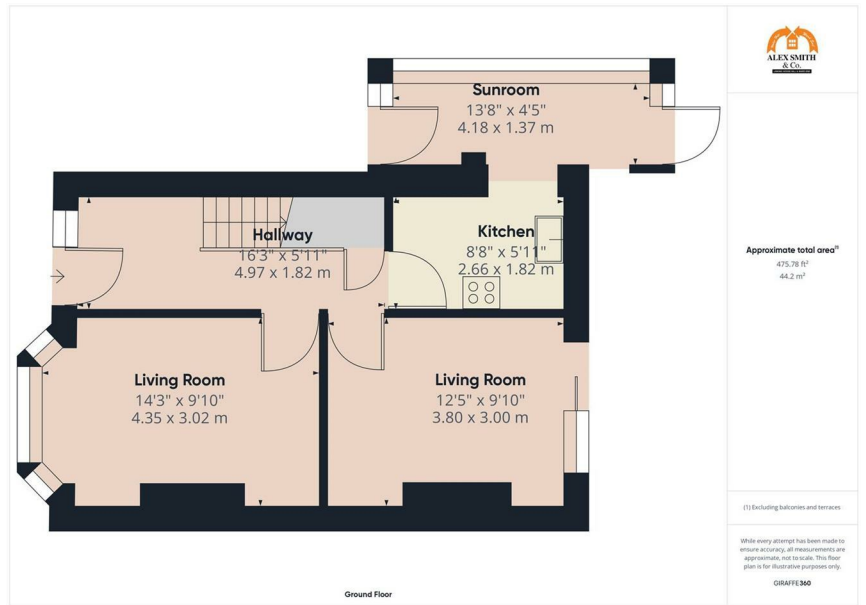 ALEX SMITH
& Co.
Sunroom
13'8" x 4'5"
4.18 x 1.37 m
Hallway
16'3" x 5'11"
4.97 x 1.82 m
Kitchen
8'8" x 5'11"
2.66 x 1.82 m
Living Room
14'3" x 9'10"
4.35 x 3.02 m
Living Room
12'5" x 9'10"
3.80 x 3.00 m
Ground Floor
Approximate total area(1)
475.78 ft²
44.2 m²
(1) Excluding balconies and terraces
While every attempt has been made to
ensure accuracy, all measurements are
approximate, not to scale. This floor
plan is for illustrative purposes only.
GIRAFFE360